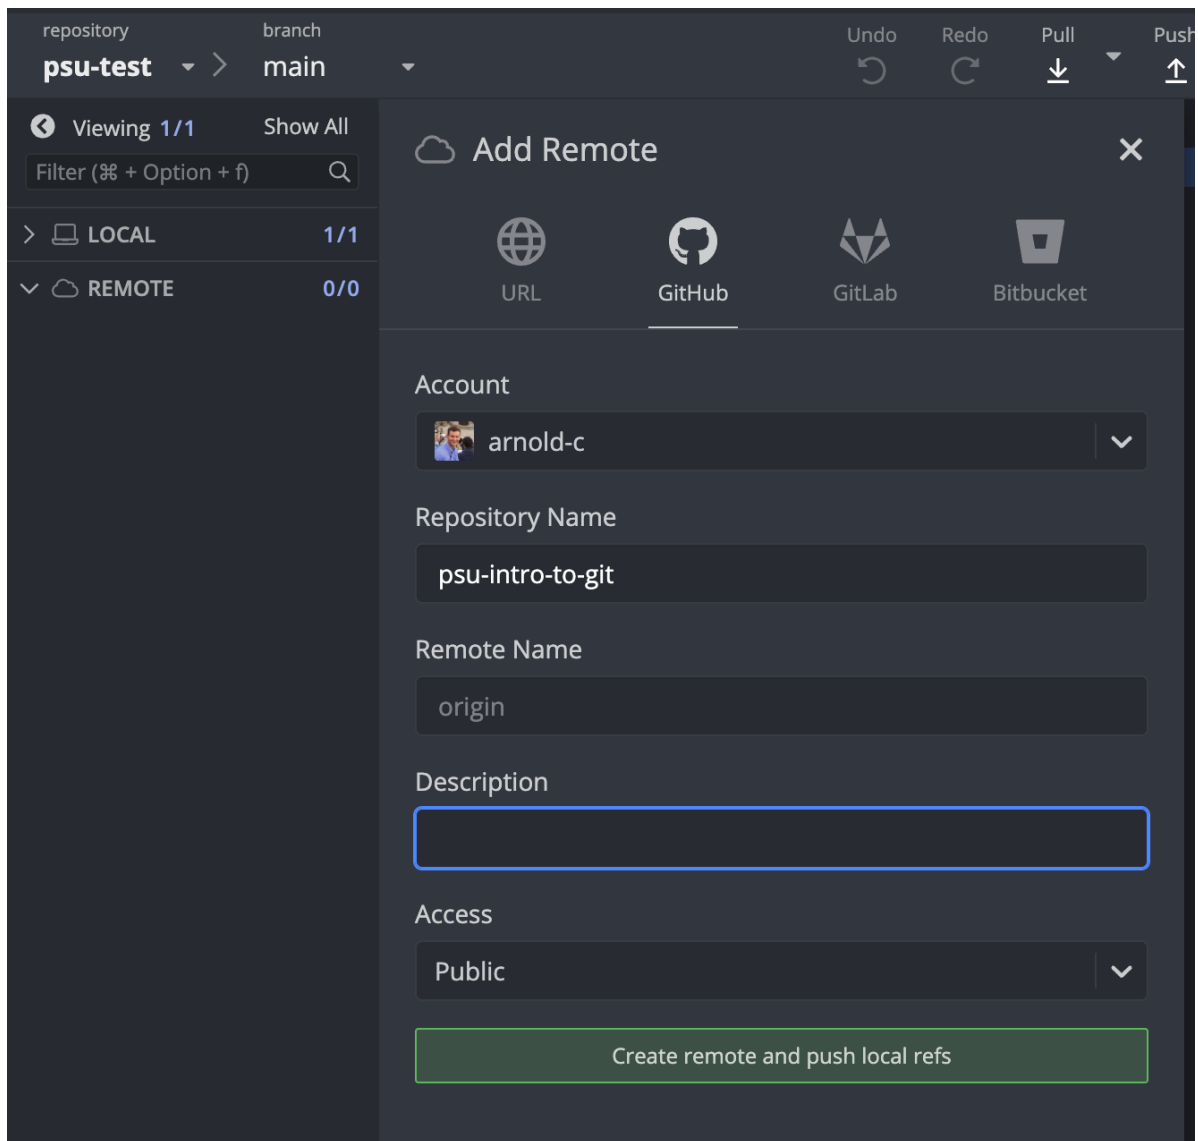 repository
psu-test
branch
main
Undo
Redo
Pull
Push
Viewing 1/1
Show All
Filter (⌘ + Option + f)
LOCAL 1/1
REMOTE 0/0
Add Remote
URL
GitHub
GitLab
Bitbucket
Account
arnold-c
Repository Name
psu-intro-to-git
Remote Name
origin
Description
Access
Public
Create remote and push local refs